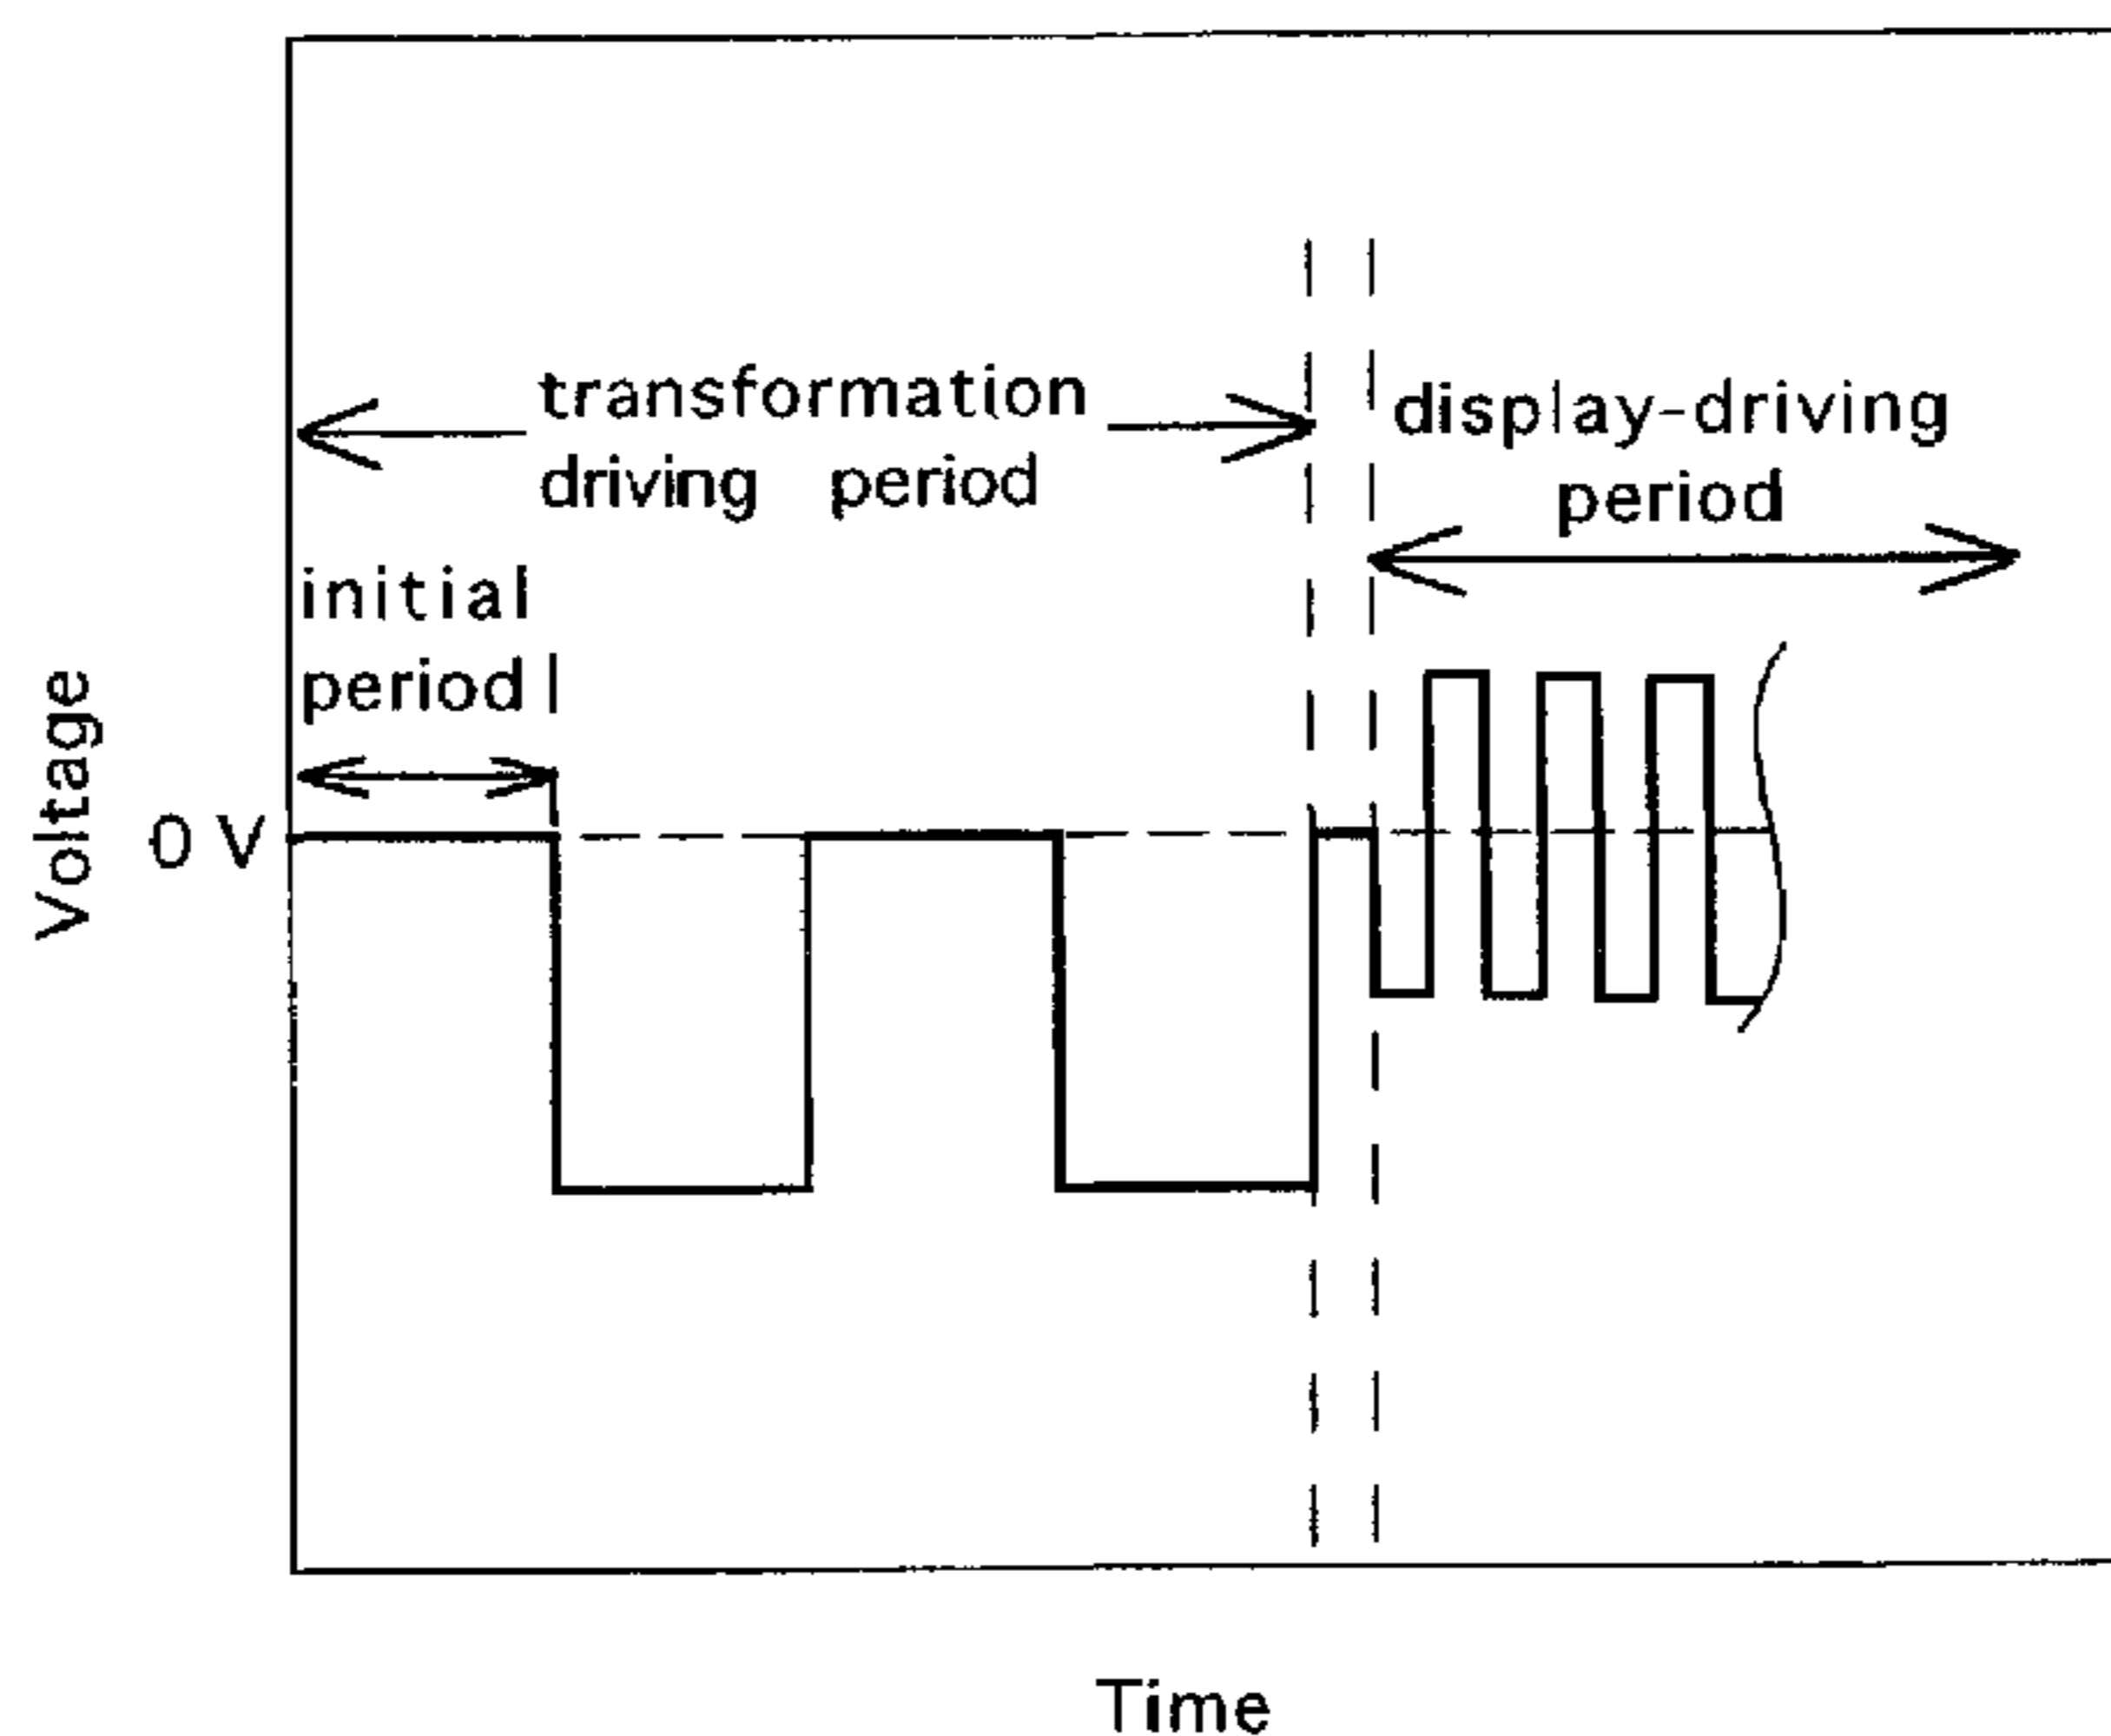 transformation
driving period
display-driving
period
initial
period
Voltage
0 V
Time